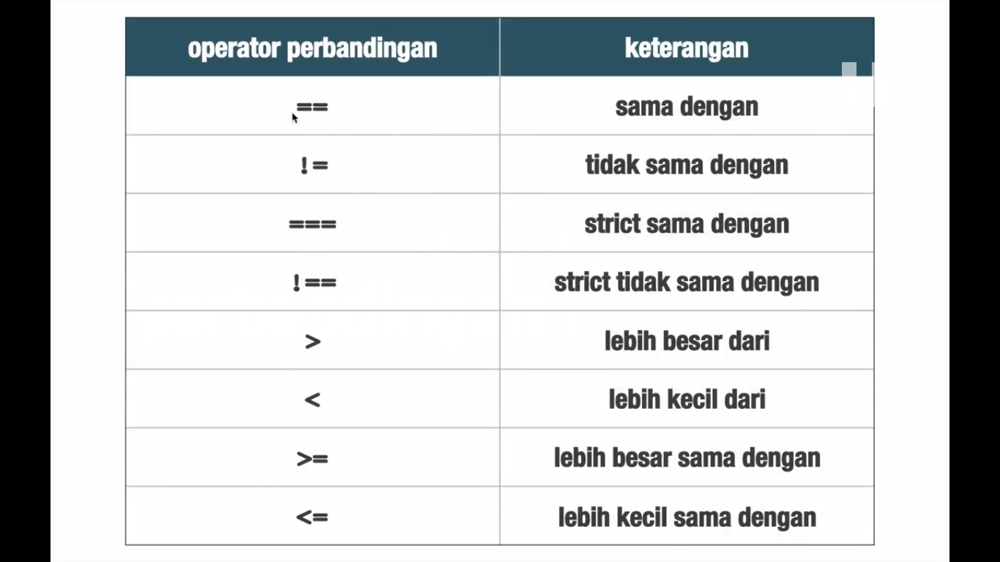 operator perbandingan keterangan
== sama dengan
!= tidak sama dengan
=== strict sama dengan
!== strict tidak sama dengan
> lebih besar dari
< lebih kecil dari
>= lebih besar sama dengan
<= lebih kecil sama dengan